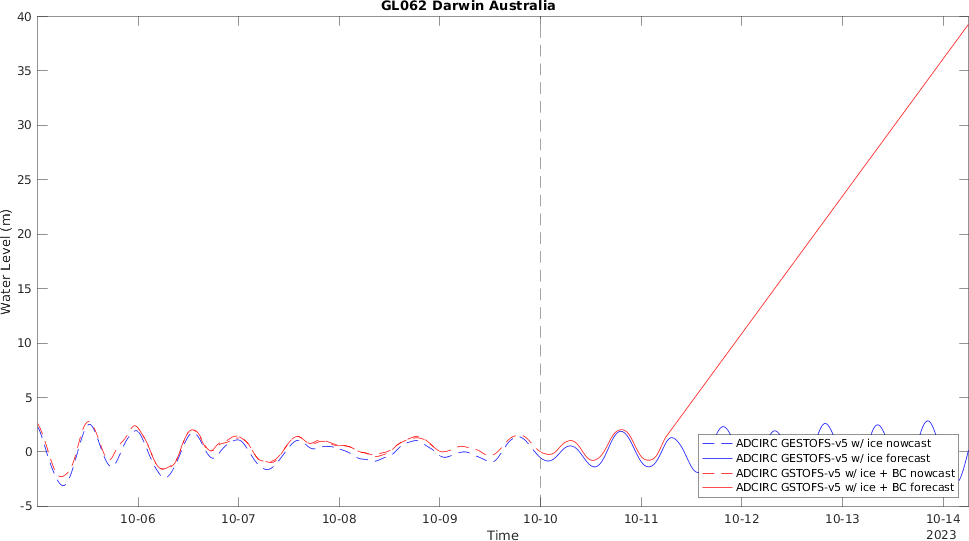 GL062 Darwin Australia
40
35
30
25
20
15
10
5
0
-5
Water Level (m)
ADCIRC GESTOFS-v5 w/ ice nowcast
ADCIRC GESTOFS-v5 w/ ice forecast
ADCIRC GSTOFS-v5 w/ ice + BC nowcast
ADCIRC GSTOFS-v5 w/ ice + BC forecast
10-06 10-07 10-08 10-09 10-10 10-11 10-12 10-13 10-14
2023
Time